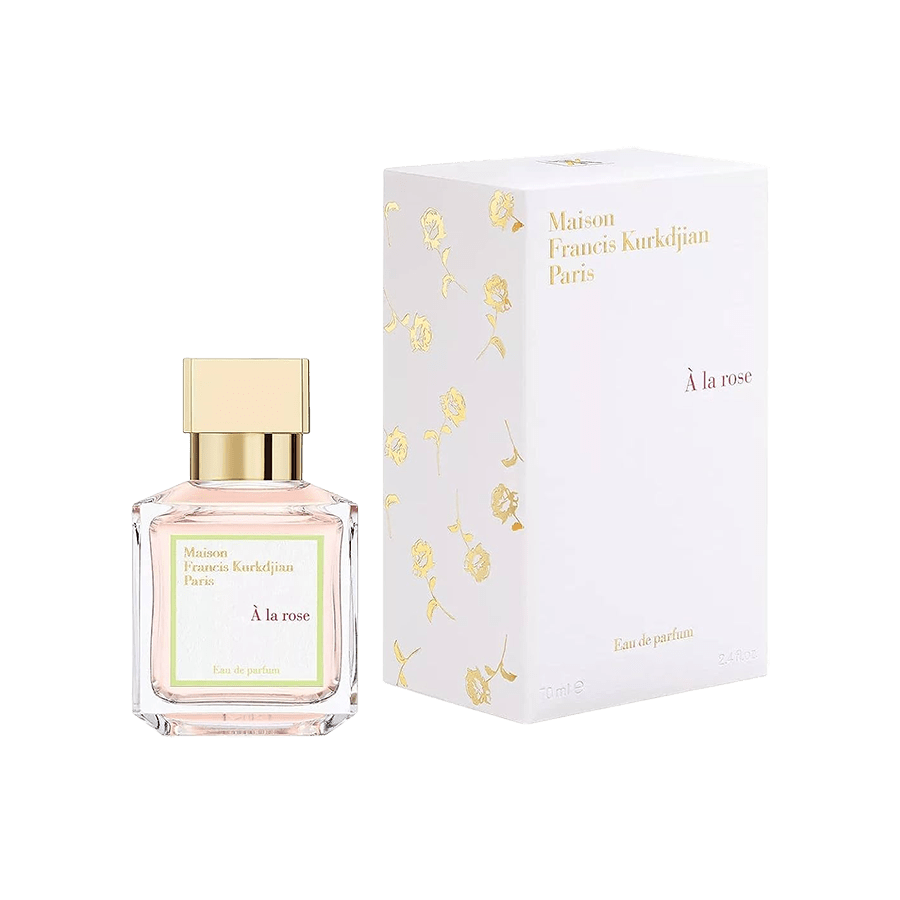 Maison
Francis Kurkdjian
Paris
À la rose
Eau de parfum
70 ml ℮
2.4 fl.oz
Maison
Francis Kurkdjian
Paris
À la rose
Eau de parfum